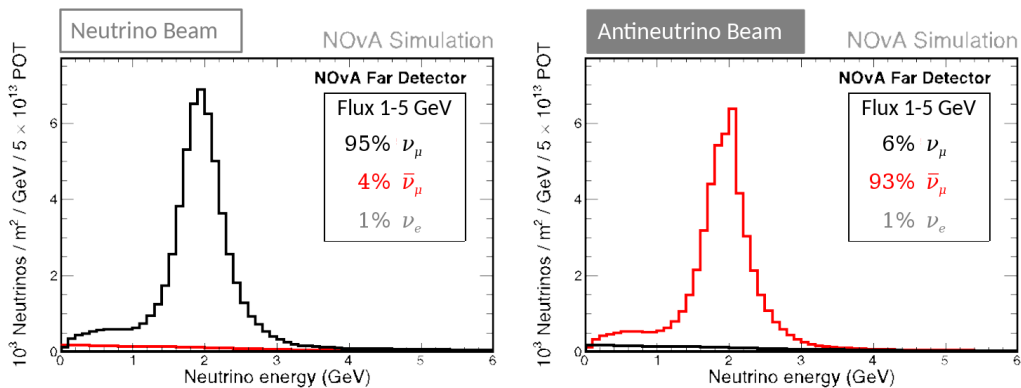 Neutrino Beam
NOvA Simulation
NOvA Far Detector
Flux 1-5 GeV
95% ν_μ
4% ν̄_μ
1% ν_e
10³ Neutrinos / m² / GeV / 5 × 10¹³ POT
6
4
2
0
0 1 2 3 4 5 6
Neutrino energy (GeV)
Antineutrino Beam
NOvA Simulation
NOvA Far Detector
Flux 1-5 GeV
6% ν_μ
93% ν̄_μ
1% ν_e
10³ Neutrinos / m² / GeV / 5 × 10¹³ POT
6
4
2
0
0 1 2 3 4 5 6
Neutrino energy (GeV)